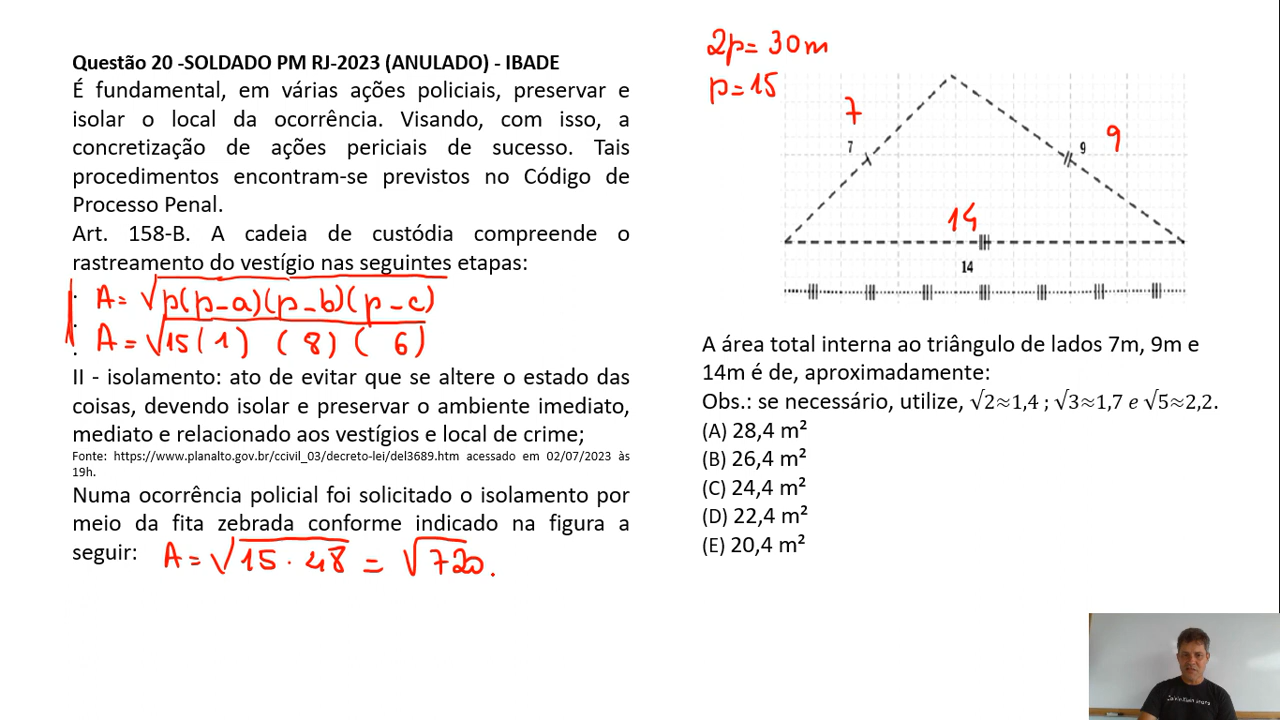 Questão 20 -SOLDADO PM RJ-2023 (ANULADO) - IBADE
É fundamental, em várias ações policiais, preservar e
isolar o local da ocorrência. Visando, com isso, a
concretização de ações periciais de sucesso. Tais
procedimentos encontram-se previstos no Código de
Processo Penal.
Art. 158-B. A cadeia de custódia compreende o
rastreamento do vestígio nas seguintes etapas:
A = √p(p-a)(p-b)(p-c)
A = √15(1) (8) (6)
II - isolamento: ato de evitar que se altere o estado das
coisas, devendo isolar e preservar o ambiente imediato,
mediato e relacionado aos vestígios e local de crime;
Fonte: https://www.planalto.gov.br/ccivil_03/decreto-lei/del3689.htm acessado em 02/07/2023 às
19h.
Numa ocorrência policial foi solicitado o isolamento por
meio da fita zebrada conforme indicado na figura a
seguir:
A = √15 · 48 = √720.
2p = 30m
p = 15
7
7
9
9
14
14
A área total interna ao triângulo de lados 7m, 9m e
14m é de, aproximadamente:
Obs.: se necessário, utilize, √2≈1,4 ; √3≈1,7 e √5≈2,2.
(A) 28,4 m²
(B) 26,4 m²
(C) 24,4 m²
(D) 22,4 m²
(E) 20,4 m²